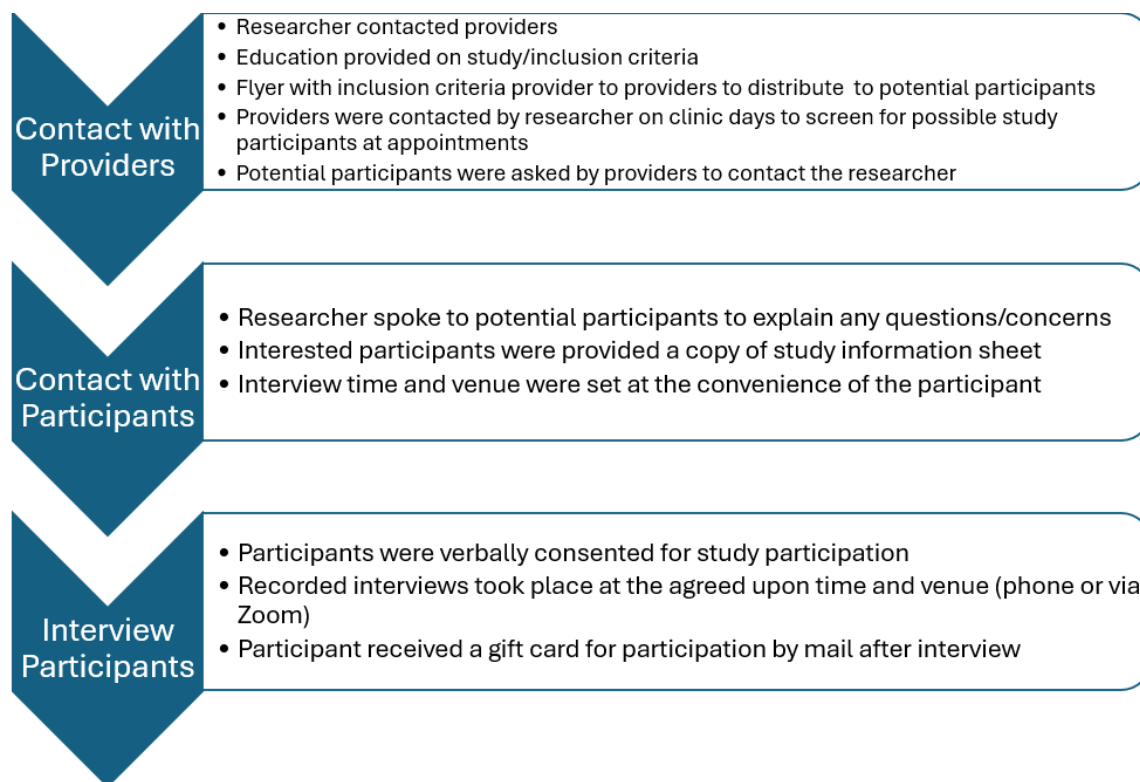 Contact with
Providers
• Researcher contacted providers
• Education provided on study/inclusion criteria
• Flyer with inclusion criteria provider to providers to distribute to potential participants
• Providers were contacted by researcher on clinic days to screen for possible study
participants at appointments
• Potential participants were asked by providers to contact the researcher
Contact with
Participants
• Researcher spoke to potential participants to explain any questions/concerns
• Interested participants were provided a copy of study information sheet
• Interview time and venue were set at the convenience of the participant
Interview
Participants
• Participants were verbally consented for study participation
• Recorded interviews took place at the agreed upon time and venue (phone or via
Zoom)
• Participant received a gift card for participation by mail after interview